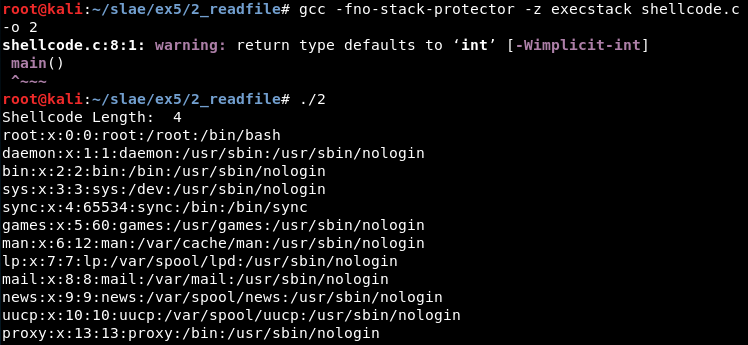 root@kali:~/slae/ex5/2_readfile# gcc -fno-stack-protector -z execstack shellcode.c
-o 2
shellcode.c:8:1: warning: return type defaults to ‘int’ [-Wimplicit-int]
 main()
 ^~~~
root@kali:~/slae/ex5/2_readfile# ./2
Shellcode Length:  4
root:x:0:0:root:/root:/bin/bash
daemon:x:1:1:daemon:/usr/sbin:/usr/sbin/nologin
bin:x:2:2:bin:/bin:/usr/sbin/nologin
sys:x:3:3:sys:/dev:/usr/sbin/nologin
sync:x:4:65534:sync:/bin:/bin/sync
games:x:5:60:games:/usr/games:/usr/sbin/nologin
man:x:6:12:man:/var/cache/man:/usr/sbin/nologin
lp:x:7:7:lp:/var/spool/lpd:/usr/sbin/nologin
mail:x:8:8:mail:/var/mail:/usr/sbin/nologin
news:x:9:9:news:/var/spool/news:/usr/sbin/nologin
uucp:x:10:10:uucp:/var/spool/uucp:/usr/sbin/nologin
proxy:x:13:13:proxy:/bin:/usr/sbin/nologin